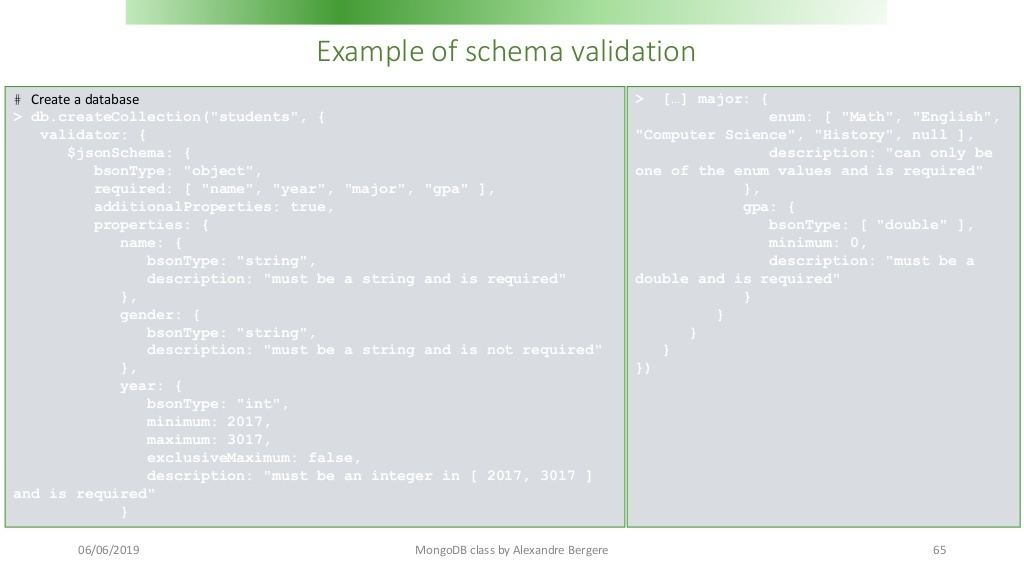 Example of schema validation
# Create a database
> db.createCollection("students", {
validator: {
$jsonSchema: {
bsonType: "object",
required: [ "name", "year", "major", "gpa" ],
additionalProperties: true,
properties: {
name: {
bsonType: "string",
description: "must be a string and is required"
},
gender: {
bsonType: "string",
description: "must be a string and is not required"
},
year: {
bsonType: "int",
minimum: 2017,
maximum: 3017,
exclusiveMaximum: false,
description: "must be an integer in [ 2017, 3017 ]
and is required"
}
> […] major: {
enum: [ "Math", "English",
"Computer Science", "History", null ],
description: "can only be
one of the enum values and is required"
},
gpa: {
bsonType: [ "double" ],
minimum: 0,
description: "must be a
double and is required"
}
}
}
}
})
06/06/2019
MongoDB class by Alexandre Bergere
65